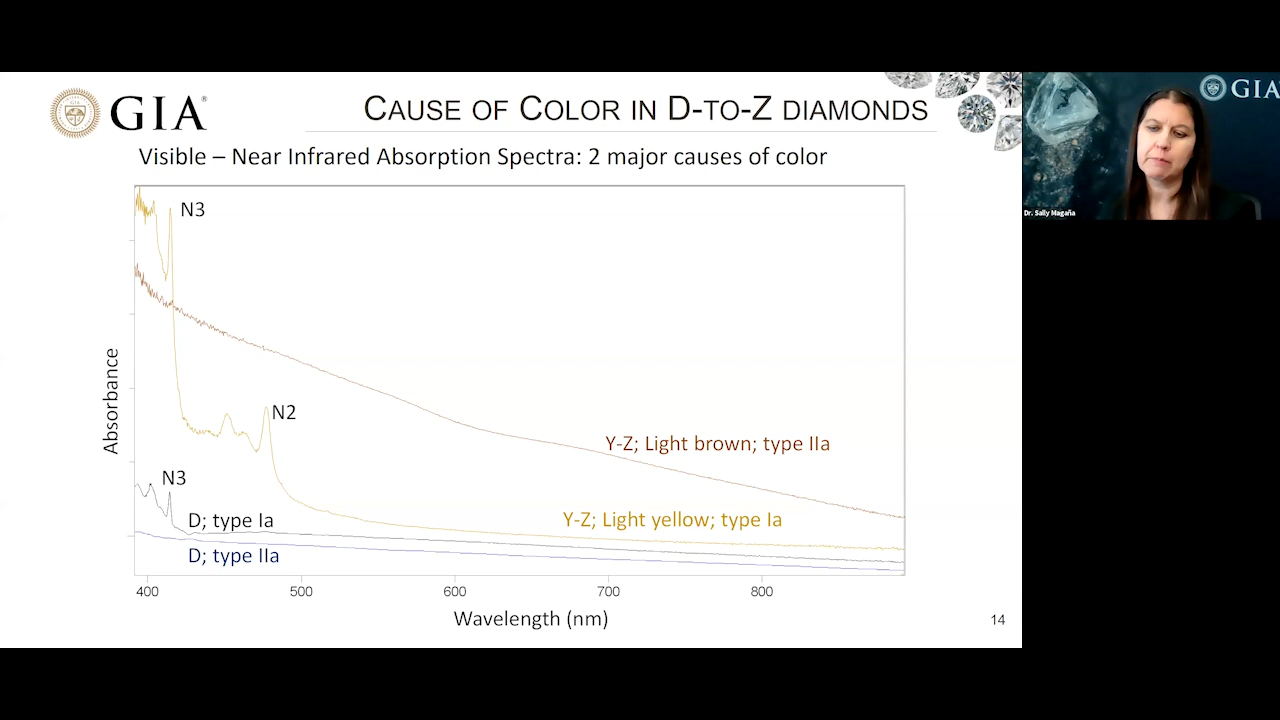 GIA®
CAUSE OF COLOR IN D-TO-Z DIAMONDS
Visible – Near Infrared Absorption Spectra: 2 major causes of color
N3
N2
Y-Z; Light brown; type IIa
N3
D; type Ia
Y-Z; Light yellow; type Ia
D; type IIa
Absorbance
400 500 600 700 800
Wavelength (nm)
14
GIA
Dr. Sally Magaña